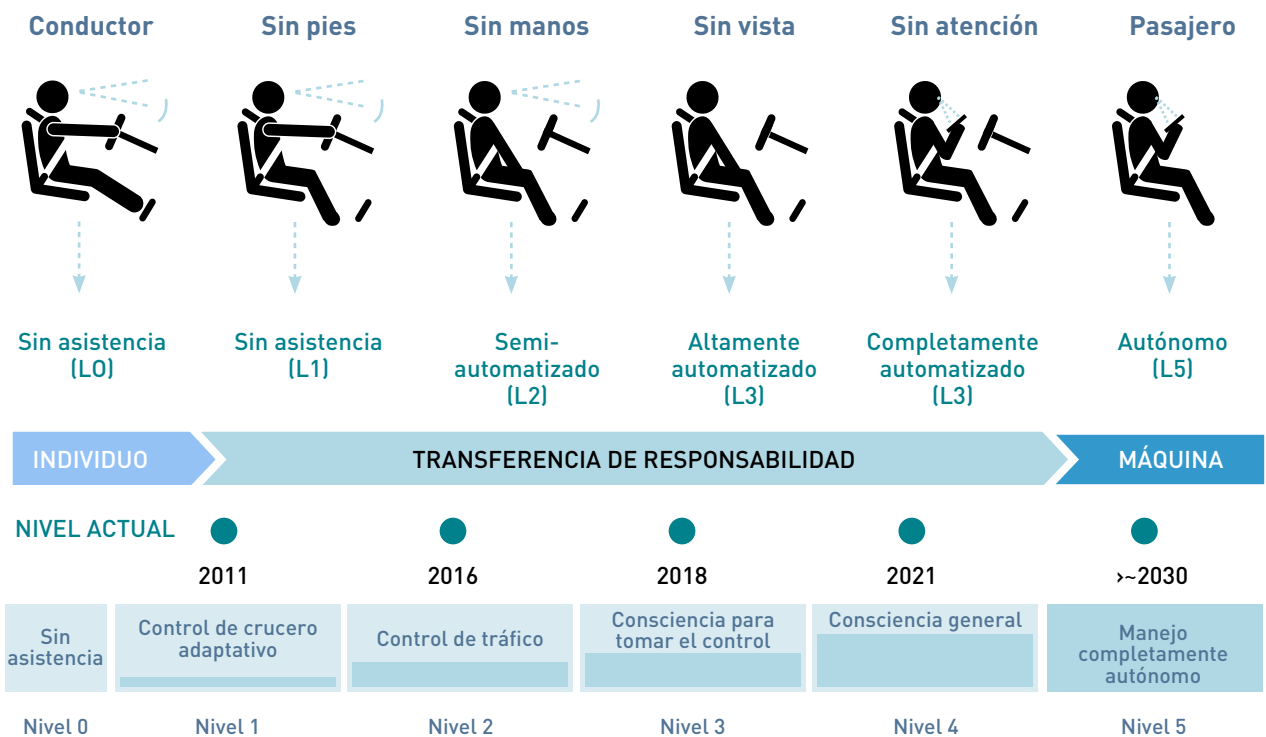 Conductor
Sin pies
Sin manos
Sin vista
Sin atención
Pasajero
Sin asistencia
(LO)
Sin asistencia
(L1)
Semi-
automatizado
(L2)
Altamente
automatizado
(L3)
Completamente
automatizado
(L3)
Autónomo
(L5)
INDIVIDUO
TRANSFERENCIA DE RESPONSABILIDAD
MÁQUINA
NIVEL ACTUAL
2011
2016
2018
2021
›~2030
Sin
asistencia
Control de crucero
adaptativo
Control de tráfico
Consciencia para
tomar el control
Consciencia general
Manejo
completamente
autónomo
Nivel 0
Nivel 1
Nivel 2
Nivel 3
Nivel 4
Nivel 5